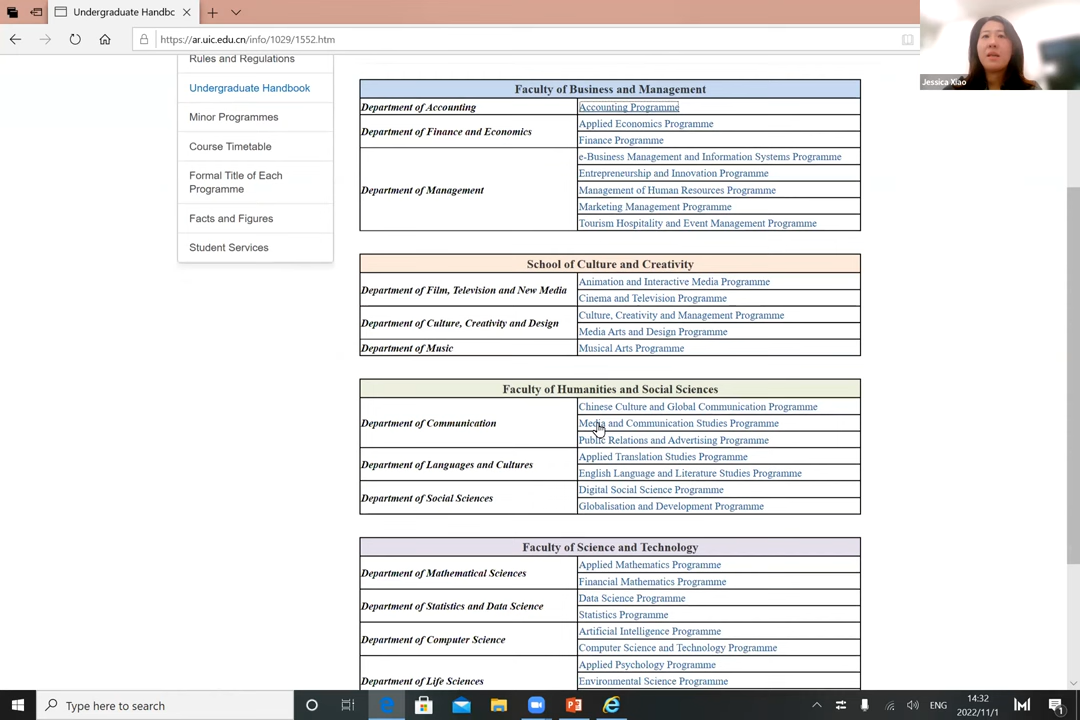 Undergraduate Handbc
https://ar.uic.edu.cn/info/1029/1552.htm
Jessica Xiao
Rules and Regulations
Undergraduate Handbook
Minor Programmes
Course Timetable
Formal Title of Each
Programme
Facts and Figures
Student Services
Faculty of Business and Management
Department of Accounting
Accounting Programme
Department of Finance and Economics
Applied Economics Programme
Finance Programme
Department of Management
e-Business Management and Information Systems Programme
Entrepreneurship and Innovation Programme
Management of Human Resources Programme
Marketing Management Programme
Tourism Hospitality and Event Management Programme
School of Culture and Creativity
Department of Film, Television and New Media
Animation and Interactive Media Programme
Cinema and Television Programme
Department of Culture, Creativity and Design
Culture, Creativity and Management Programme
Media Arts and Design Programme
Department of Music
Musical Arts Programme
Faculty of Humanities and Social Sciences
Department of Communication
Chinese Culture and Global Communication Programme
Media and Communication Studies Programme
Public Relations and Advertising Programme
Department of Languages and Cultures
Applied Translation Studies Programme
English Language and Literature Studies Programme
Department of Social Sciences
Digital Social Science Programme
Globalisation and Development Programme
Faculty of Science and Technology
Department of Mathematical Sciences
Applied Mathematics Programme
Financial Mathematics Programme
Department of Statistics and Data Science
Data Science Programme
Statistics Programme
Department of Computer Science
Artificial Intelligence Programme
Computer Science and Technology Programme
Department of Life Sciences
Applied Psychology Programme
Environmental Science Programme
Type here to search
ENG
14:32
2022/11/1